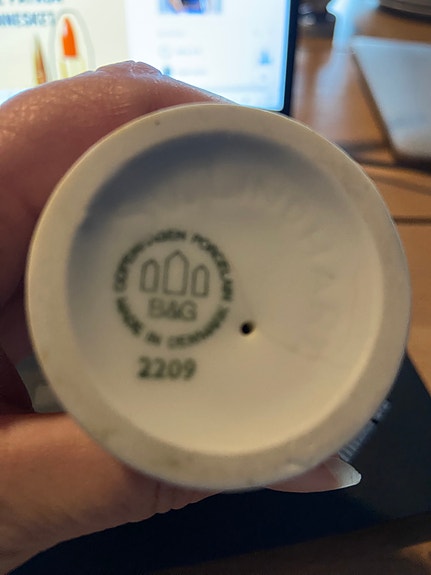 COPENHAGEN PORCELAIN
B&G
MADE IN DENMARK
2209